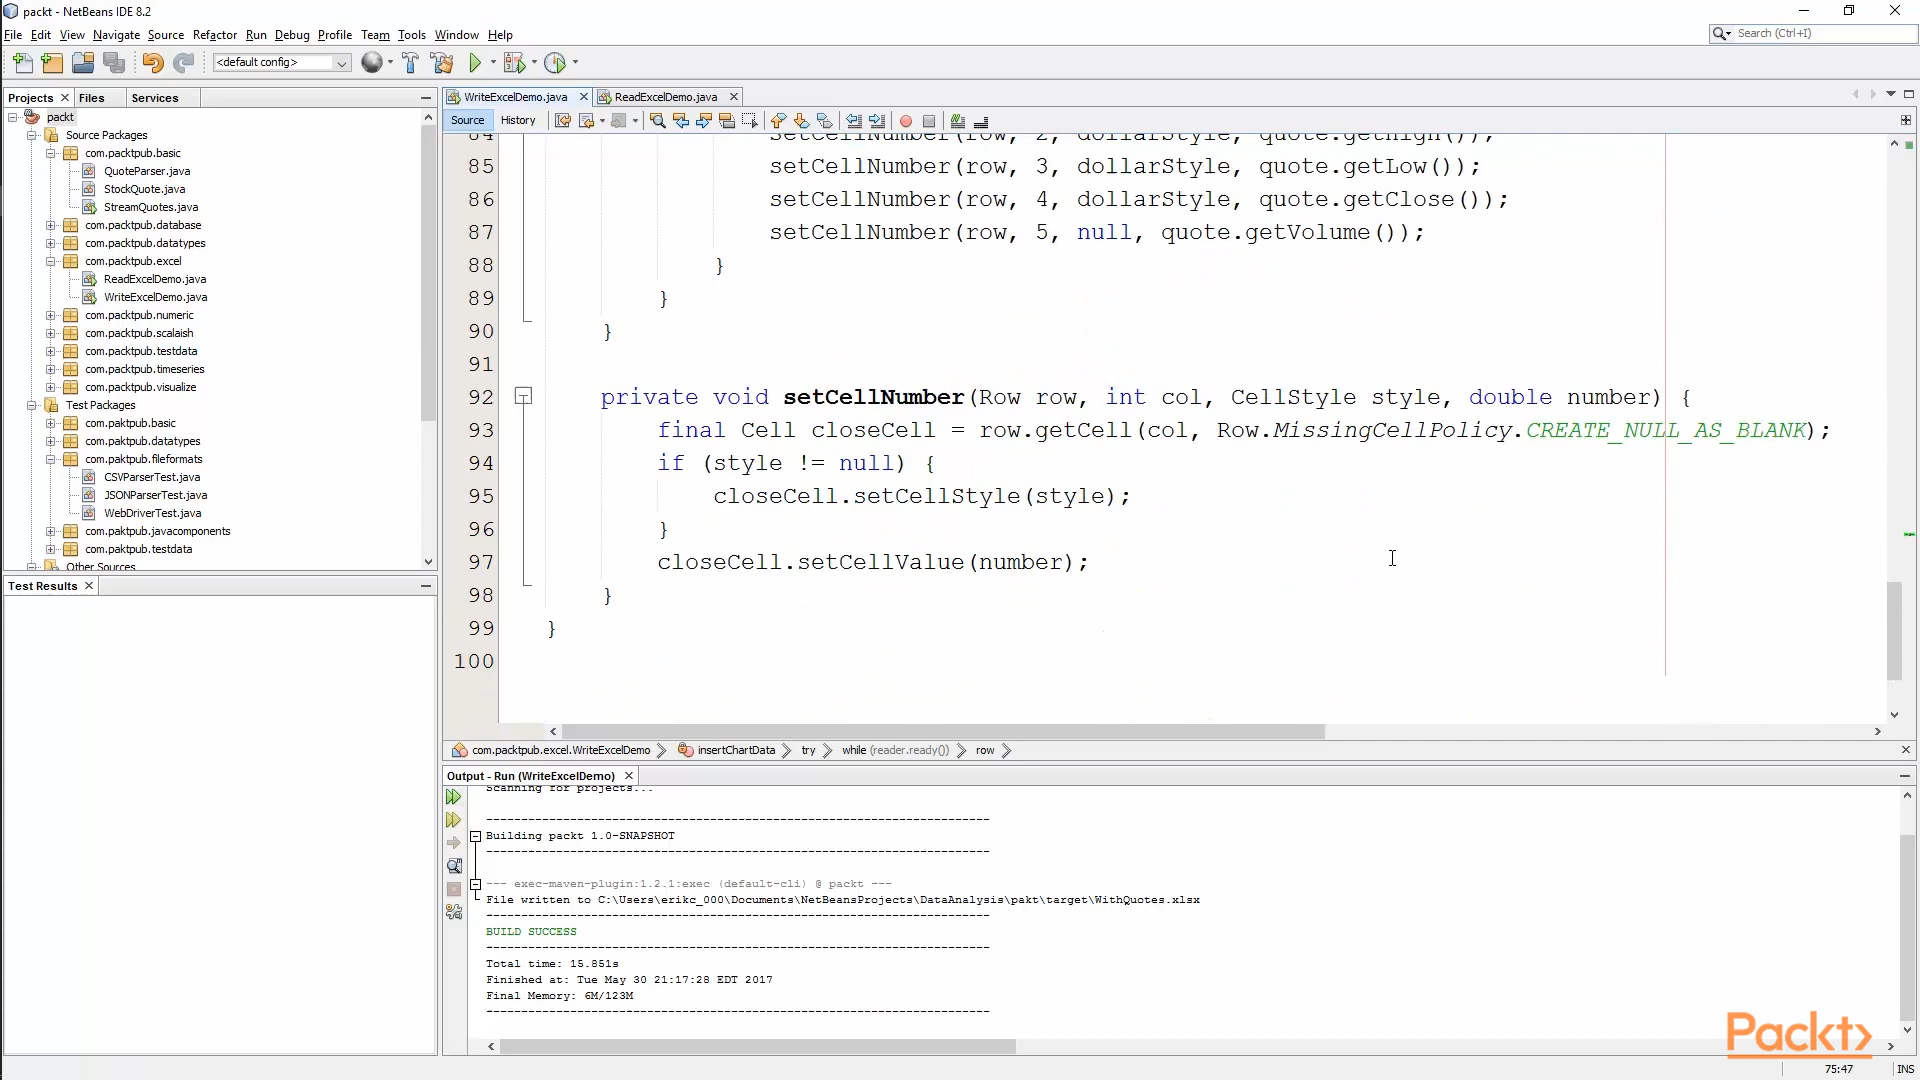 packt - NetBeans IDE 8.2
File Edit View Navigate Source Refactor Run Debug Profile Team Tools Window Help
Search (Ctrl+I)
<default config>
Projects Files Services
packt
Source Packages
com.packtpub.basic
QuoteParser.java
StockQuote.java
StreamQuotes.java
com.packtpub.database
com.packtpub.datatypes
com.packtpub.excel
ReadExcelDemo.java
WriteExcelDemo.java
com.packtpub.numeric
com.packtpub.scalaish
com.packtpub.testdata
com.packtpub.timeseries
com.packtpub.visualize
Test Packages
com.paktpub.basic
com.paktpub.datatypes
com.paktpub.fileformats
CSVParserTest.java
JSONParserTest.java
WebDriverTest.java
com.paktpub.javacomponents
com.paktpub.testdata
Other Sources
Test Results
WriteExcelDemo.java ReadExcelDemo.java
Source History
84 setCellNumber(row, 2, dollarStyle, quote.getHigh());
85 setCellNumber(row, 3, dollarStyle, quote.getLow());
86 setCellNumber(row, 4, dollarStyle, quote.getClose());
87 setCellNumber(row, 5, null, quote.getVolume());
88 }
89 }
90 }
91
92 private void setCellNumber(Row row, int col, CellStyle style, double number) {
93 final Cell closeCell = row.getCell(col, Row.MissingCellPolicy.CREATE_NULL_AS_BLANK);
94 if (style != null) {
95 closeCell.setCellStyle(style);
96 }
97 closeCell.setCellValue(number);
98 }
99 }
100
com.packtpub.excel.WriteExcelDemo insertChartData try while (reader.ready()) row
Output - Run (WriteExcelDemo)
Scanning for projects...
------------------------------------------------------------------------
Building packt 1.0-SNAPSHOT
------------------------------------------------------------------------
--- exec-maven-plugin:1.2.1:exec (default-cli) @ packt ---
File written to C:\Users\erikc_000\Documents\NetBeansProjects\DataAnalysis\pakt\target\WithQuotes.xlsx
------------------------------------------------------------------------
BUILD SUCCESS
------------------------------------------------------------------------
Total time: 15.851s
Finished at: Tue May 30 21:17:28 EDT 2017
Final Memory: 6M/123M
------------------------------------------------------------------------
Packt>
75:47 INS